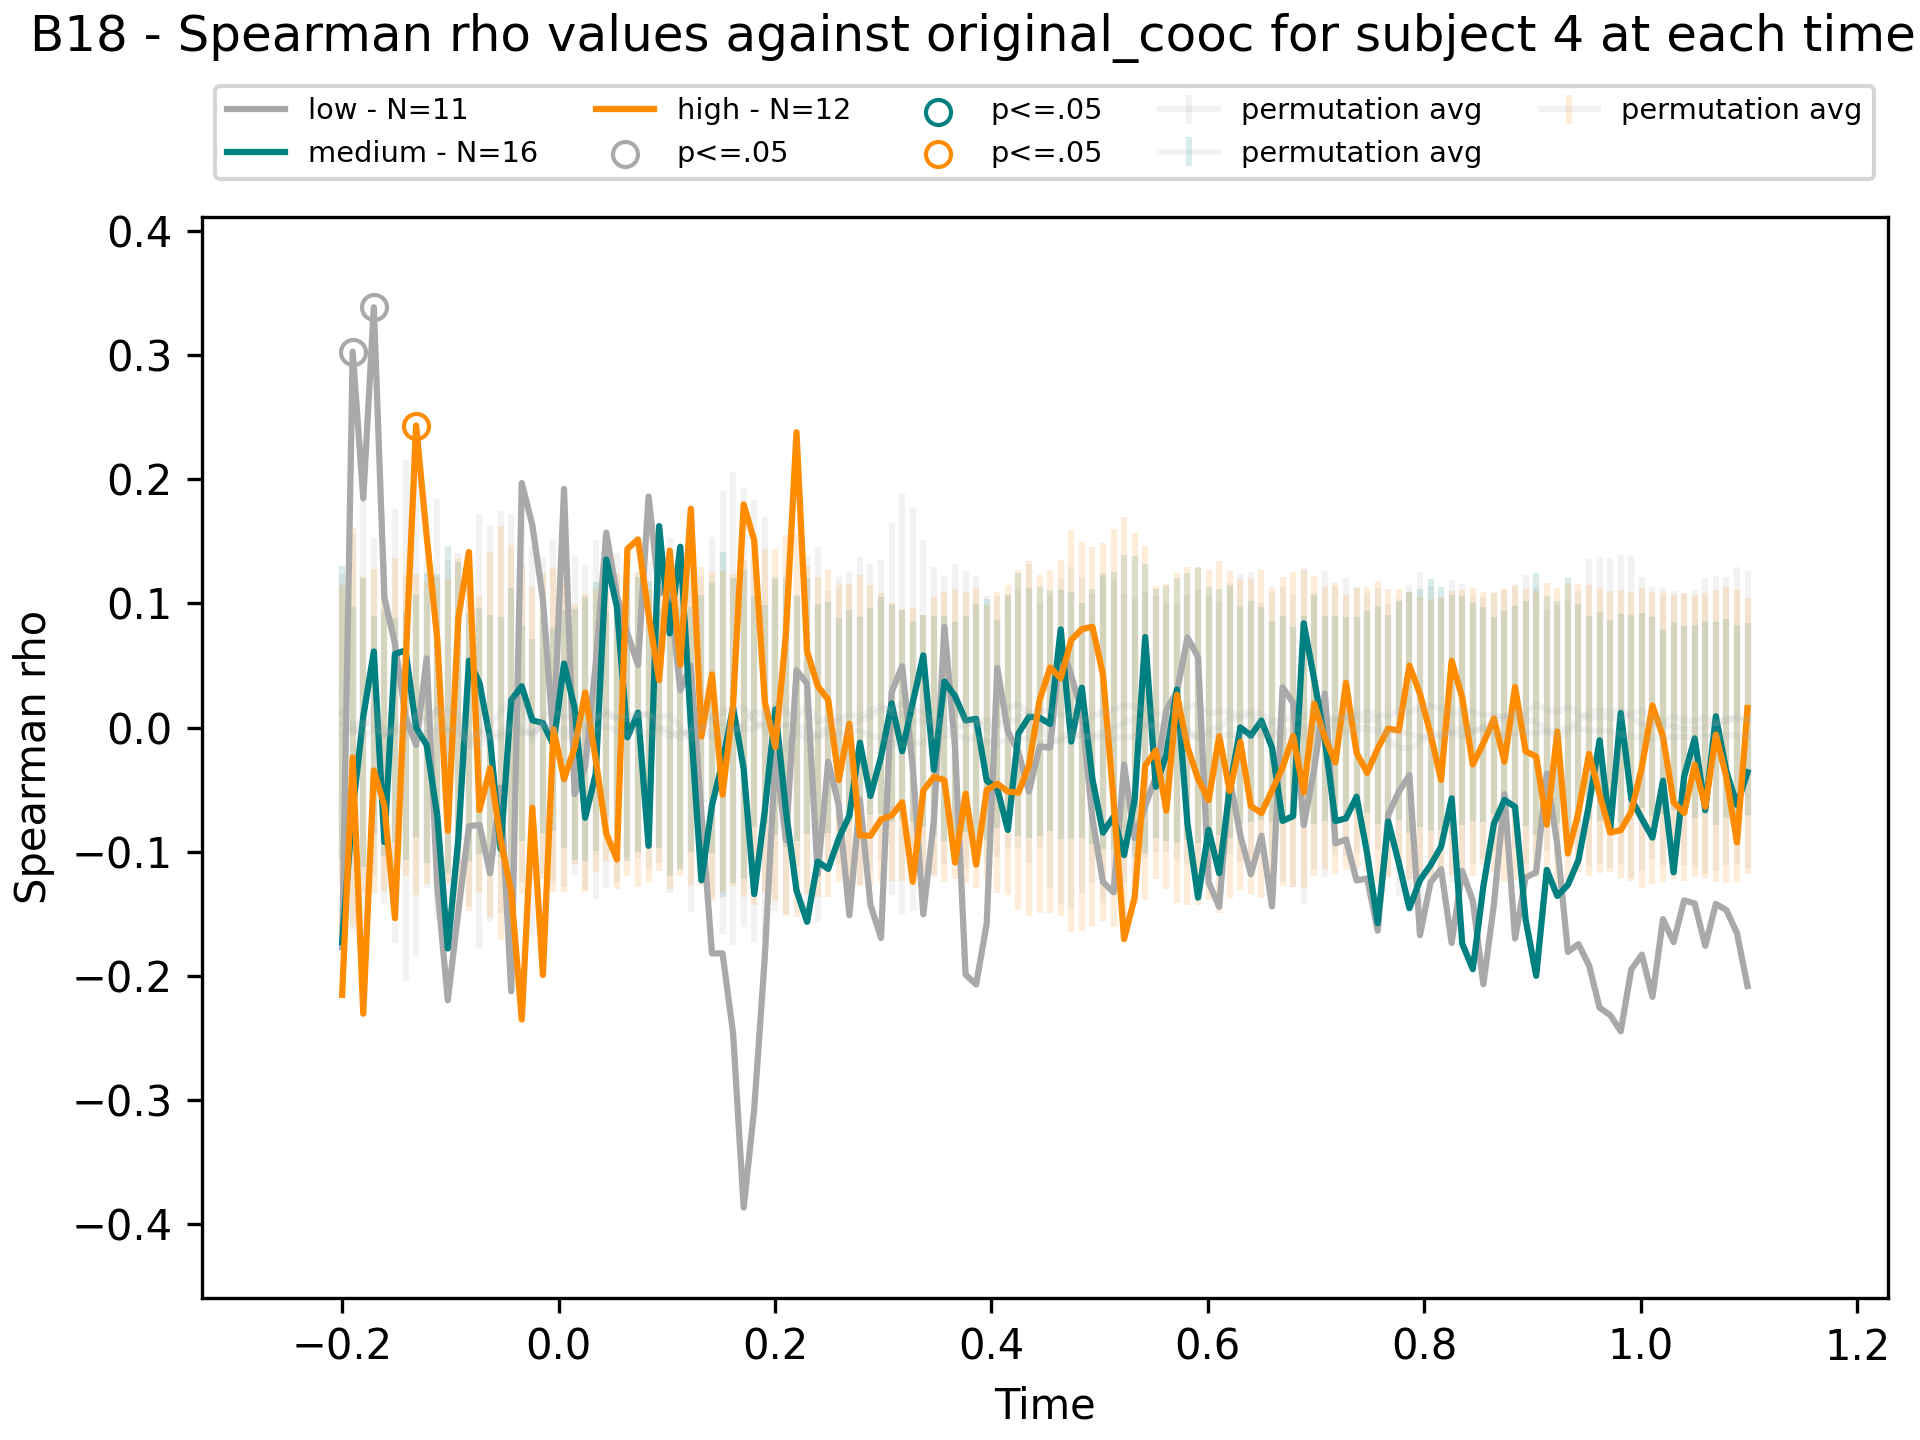 B18 - Spearman rho values against original_cooc for subject 4 at each time
low - N=11
medium - N=16
high - N=12
p<=.05
p<=.05
p<=.05
permutation avg
permutation avg
permutation avg
Spearman rho
0.4
0.3
0.2
0.1
0.0
−0.1
−0.2
−0.3
−0.4
−0.2
0.0
0.2
0.4
0.6
0.8
1.0
1.2
Time